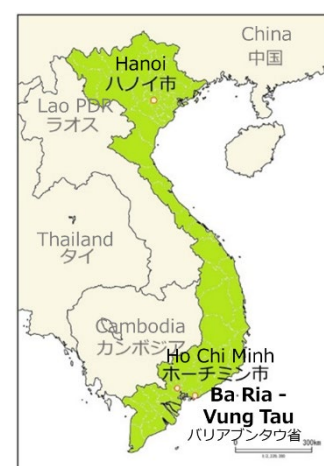 China
中国
Hanoi
ハノイ市
Lao PDR
ラオス
Thailand
タイ
Cambodia
カンボジア
Ho Chi Minh
ホーチミン市
Ba Ria -
Vung Tau
バリアブンタウ省
300km